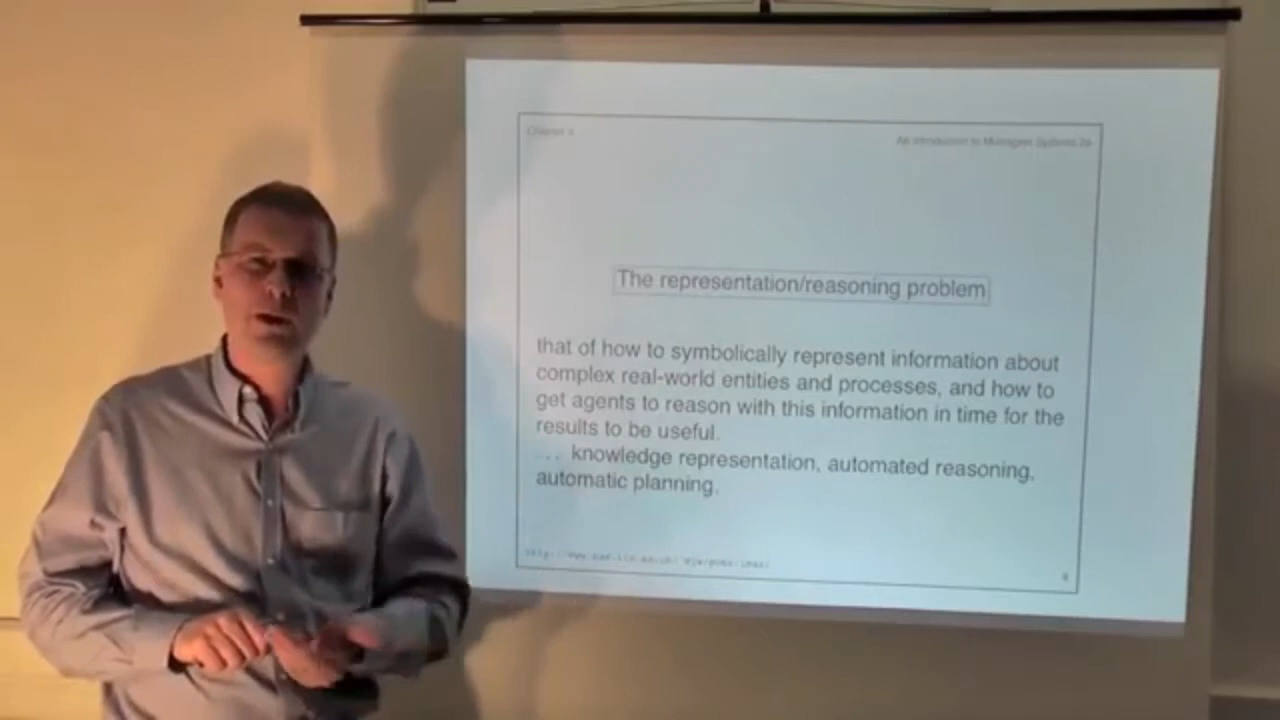 Chapter 3
An Introduction to Multiagent Systems 2e
The representation/reasoning problem
that of how to symbolically represent information about
complex real-world entities and processes, and how to
get agents to reason with this information in time for the
results to be useful.
... knowledge representation, automated reasoning,
automatic planning.